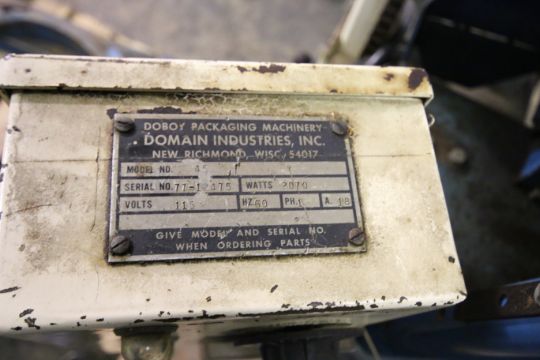 DOBOY PACKAGING MACHINERY
DOMAIN INDUSTRIES, INC.
NEW RICHMOND, WISC. 54017
MODEL NO.
SERIAL NO. WATTS 2070
VOLTS 115 HZ 60 PH. 1 A. 18
GIVE MODEL AND SERIAL NO.
WHEN ORDERING PARTS